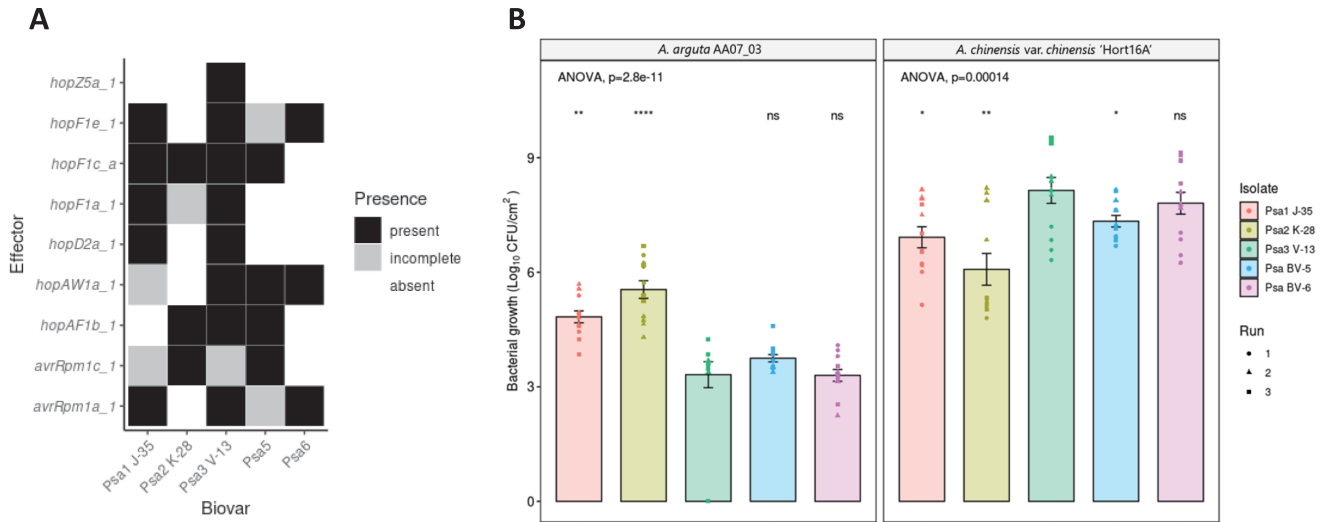 A
hopZ5a_1
hopF1e_1
hopF1c_a
hopF1a_1
hopD2a_1
hopAW1a_1
hopAF1b_1
avrRpm1c_1
avrRpm1a_1
Effector
Psa1 J-35
Psa2 K-28
Psa3 V-13
Psa5
Psa6
Biovar
Presence
present
incomplete
absent
B
A. arguta AA07_03
A. chinensis var. chinensis ‘Hort16A’
ANOVA, p=2.8e-11
ANOVA, p=0.00014
** **** ns ns
* ** * ns
9
6
3
0
Bacterial growth (Log10 CFU/cm²)
Isolate
Psa1 J-35
Psa2 K-28
Psa3 V-13
Psa BV-5
Psa BV-6
Run
1
2
3